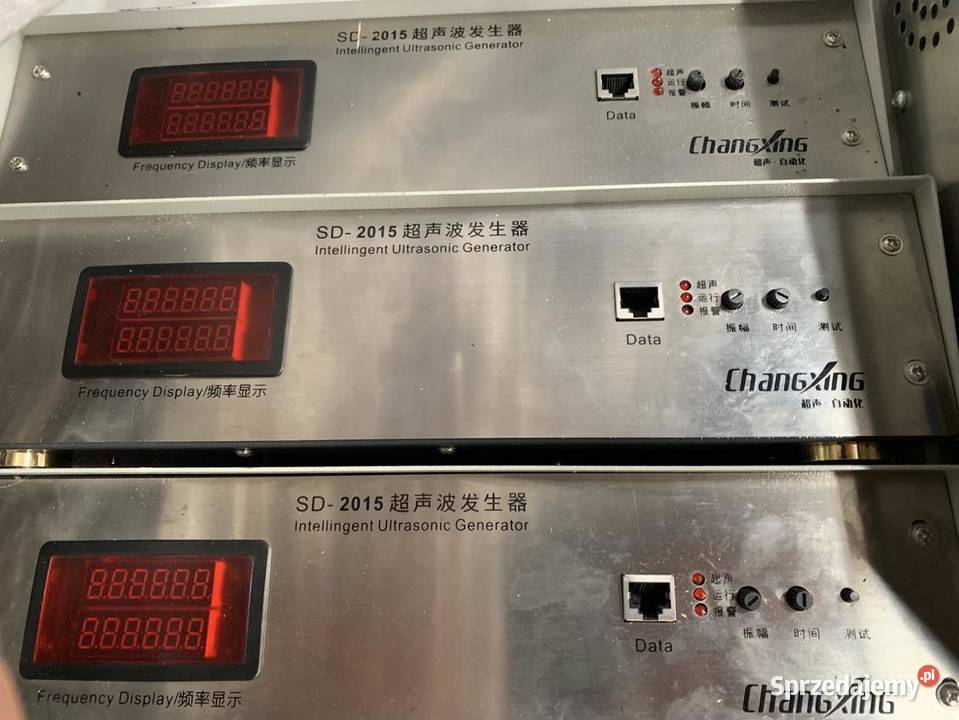 SD-2015 超声波发生器
Intellingent Ultrasonic Generator
Frequency Display/频率显示
Data
超声
运行
报警
振幅 时间 测试
ChangXing
超声·自动化
SD-2015 超声波发生器
Intellingent Ultrasonic Generator
Frequency Display/频率显示
Data
超声
运行
报警
振幅 时间 测试
ChangXing
超声·自动化
SD-2015 超声波发生器
Intellingent Ultrasonic Generator
Frequency Display/频率显示
Data
超声
运行
报警
振幅 时间 测试
ChangXing
Sprzedajemy.pl